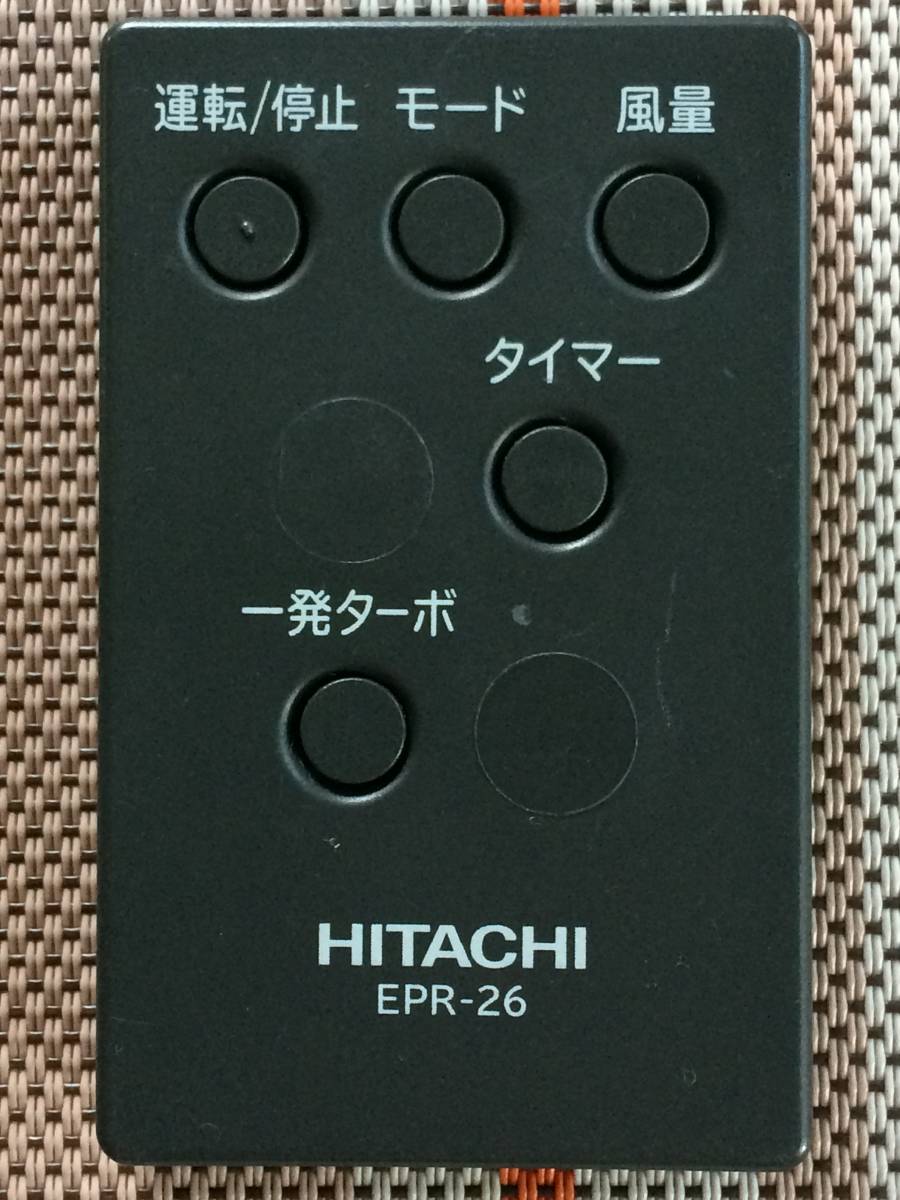 運転/停止 モード 風量
タイマー
一発ターボ
HITACHI
EPR-26